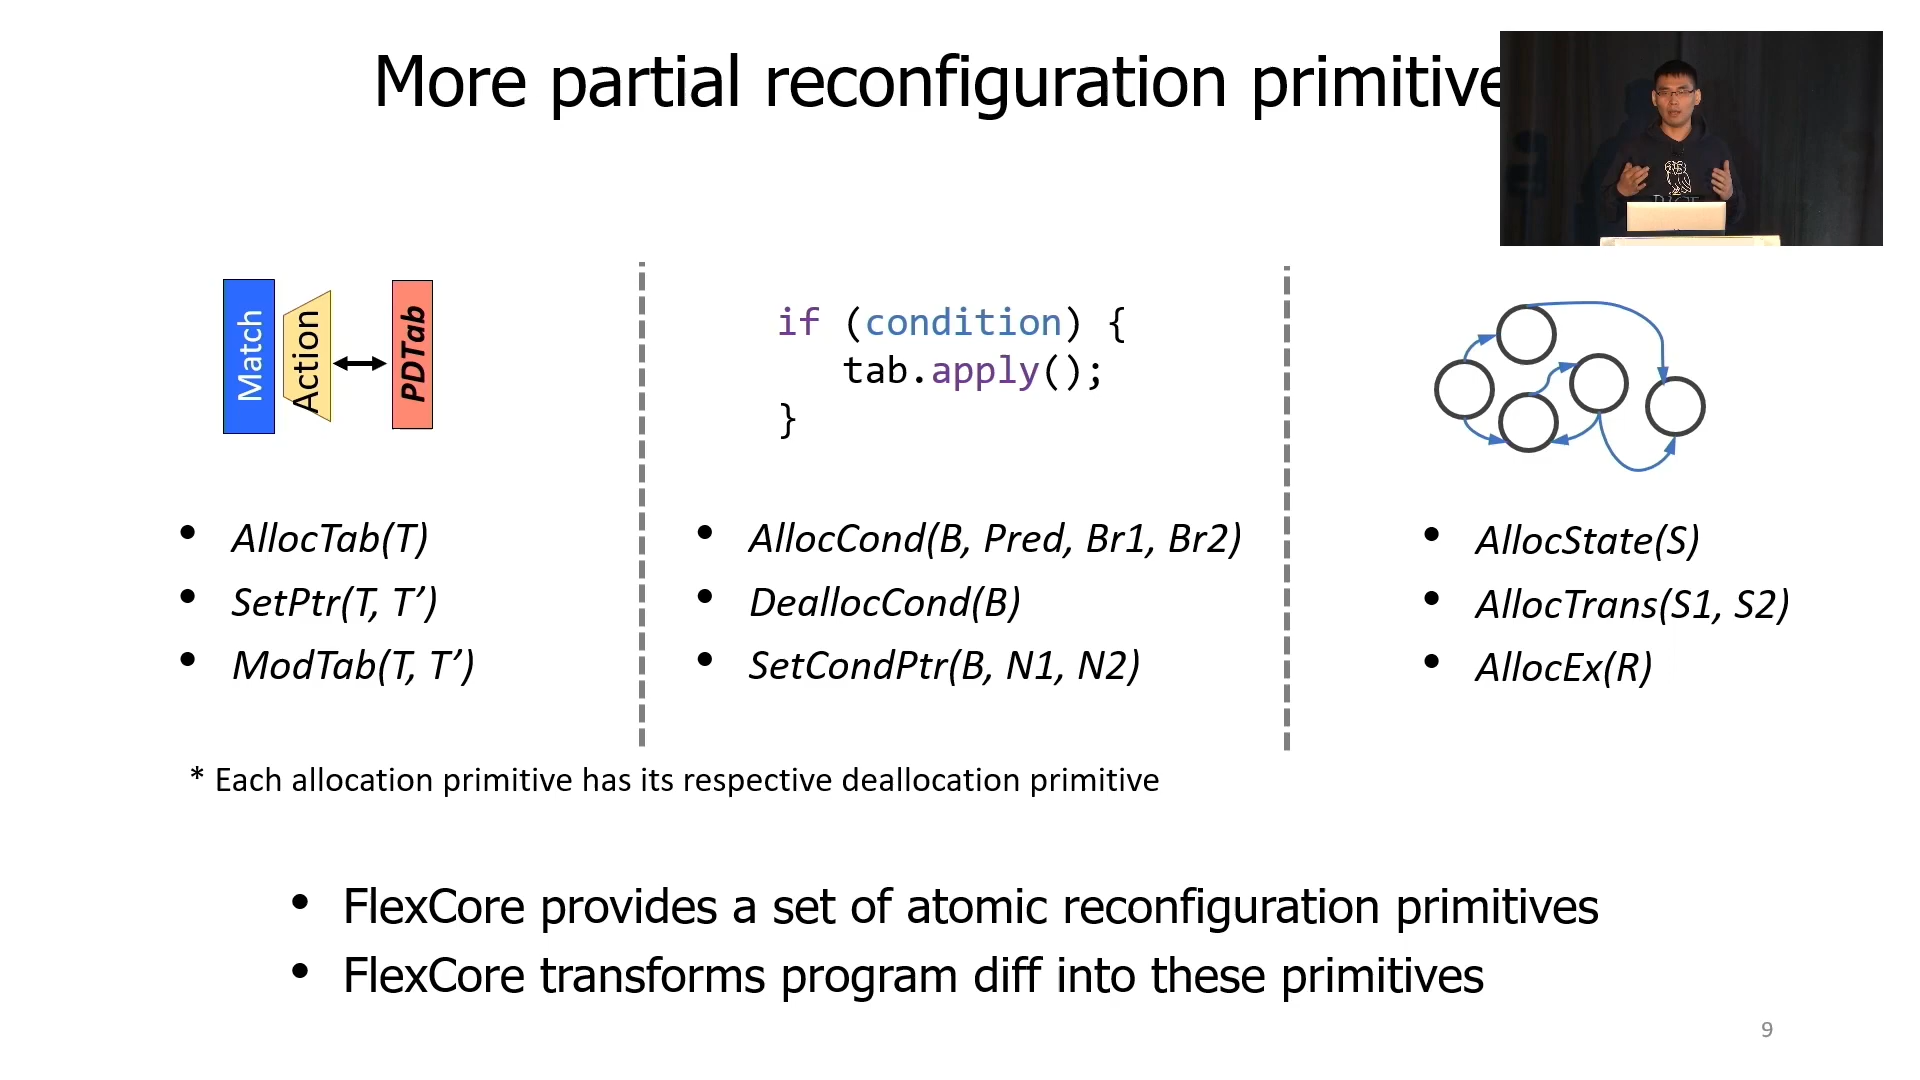 More partial reconfiguration primitive
Match
Action
PDTab
if (condition) {
tab.apply();
}
• AllocTab(T)
• SetPtr(T, T’)
• ModTab(T, T’)
• AllocCond(B, Pred, Br1, Br2)
• DeallocCond(B)
• SetCondPtr(B, N1, N2)
• AllocState(S)
• AllocTrans(S1, S2)
• AllocEx(R)
* Each allocation primitive has its respective deallocation primitive
• FlexCore provides a set of atomic reconfiguration primitives
• FlexCore transforms program diff into these primitives
9